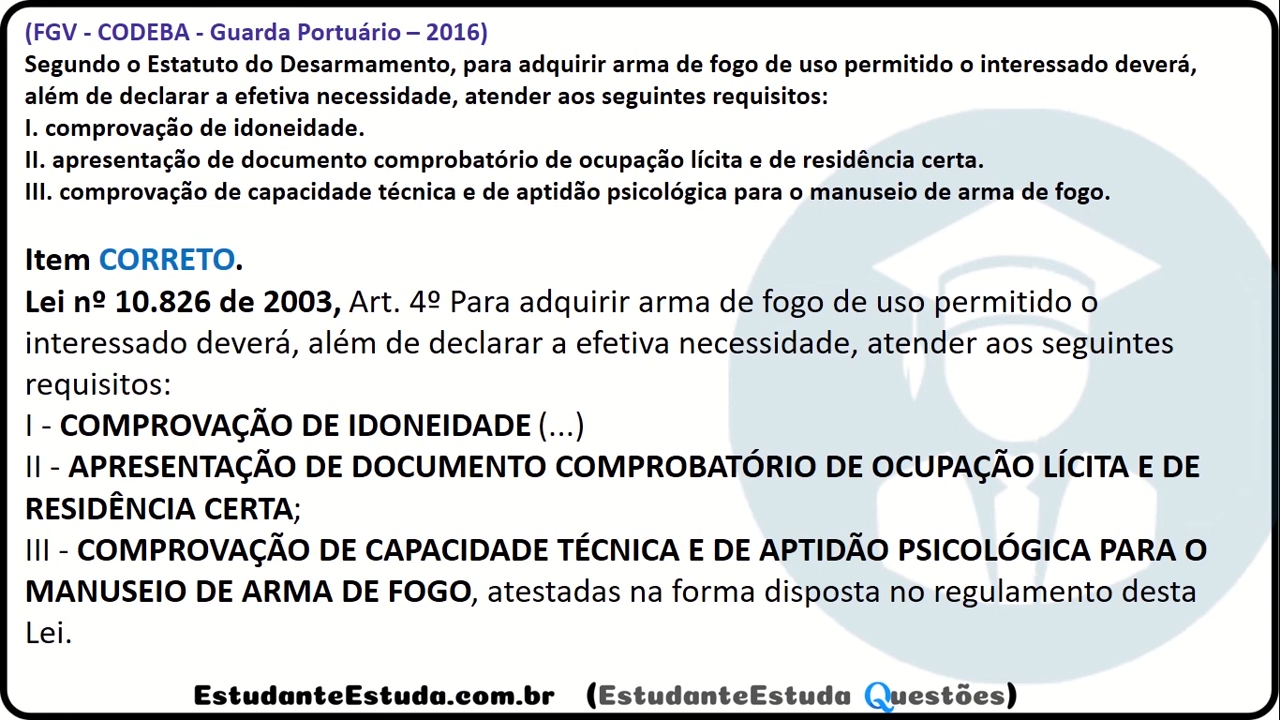 (FGV - CODEBA - Guarda Portuário – 2016)
Segundo o Estatuto do Desarmamento, para adquirir arma de fogo de uso permitido o interessado deverá,
além de declarar a efetiva necessidade, atender aos seguintes requisitos:
I. comprovação de idoneidade.
II. apresentação de documento comprobatório de ocupação lícita e de residência certa.
III. comprovação de capacidade técnica e de aptidão psicológica para o manuseio de arma de fogo.
Item CORRETO.
Lei nº 10.826 de 2003, Art. 4º Para adquirir arma de fogo de uso permitido o
interessado deverá, além de declarar a efetiva necessidade, atender aos seguintes
requisitos:
I - COMPROVAÇÃO DE IDONEIDADE (...)
II - APRESENTAÇÃO DE DOCUMENTO COMPROBATÓRIO DE OCUPAÇÃO LÍCITA E DE
RESIDÊNCIA CERTA;
III - COMPROVAÇÃO DE CAPACIDADE TÉCNICA E DE APTIDÃO PSICOLÓGICA PARA O
MANUSEIO DE ARMA DE FOGO, atestadas na forma disposta no regulamento desta
Lei.
EstudanteEstuda.com.br (EstudanteEstuda Questões)